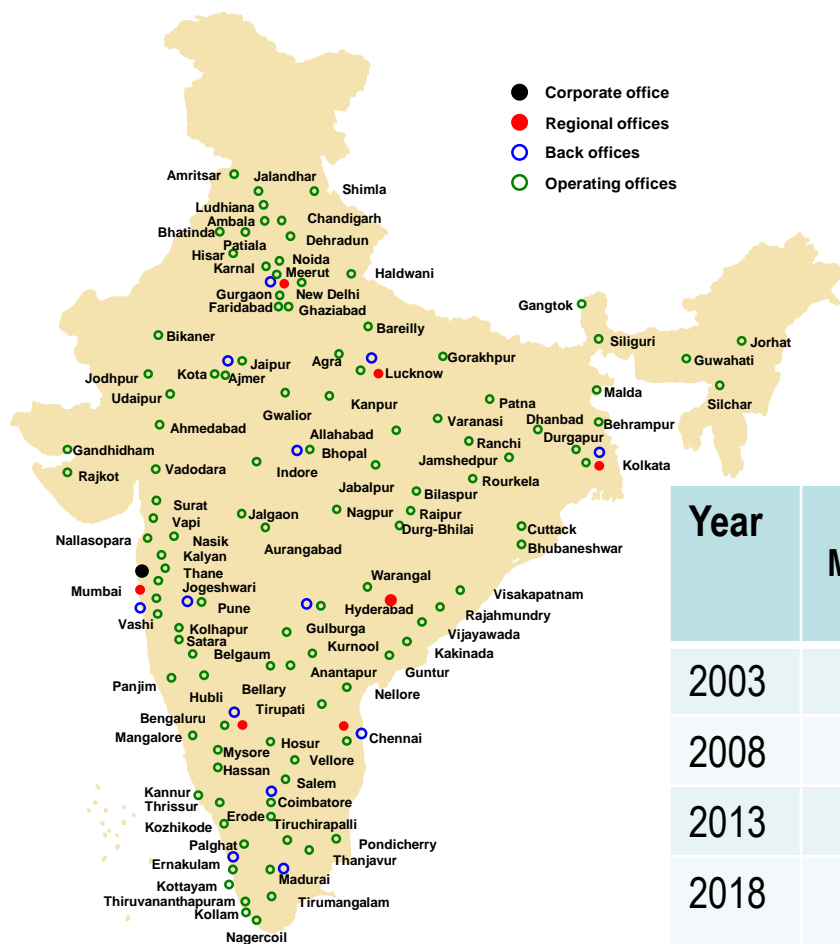 Corporate office
Regional offices
Back offices
Operating offices
Amritsar
Jalandhar
Shimla
Ludhiana
Ambala
Chandigarh
Bhatinda
Patiala
Dehradun
Hisar
Noida
Karnal
Meerut
Haldwani
Gurgaon
New Delhi
Faridabad
Ghaziabad
Gangtok
Bikaner
Bareilly
Siliguri
Jorhat
Jaipur
Agra
Gorakhpur
Guwahati
Jodhpur
Kota
Ajmer
Lucknow
Udaipur
Kanpur
Patna
Malda
Silchar
Gwalior
Varanasi
Dhanbad
Behrampur
Ahmedabad
Allahabad
Ranchi
Durgapur
Gandhidham
Bhopal
Jamshedpur
Kolkata
Rajkot
Vadodara
Indore
Jabalpur
Rourkela
Bilaspur
Surat
Jalgaon
Nagpur
Raipur
Vapi
Durg-Bhilai
Cuttack
Nallasopara
Nasik
Aurangabad
Bhubaneshwar
Kalyan
Thane
Warangal
Mumbai
Jogeshwari
Visakapatnam
Pune
Hyderabad
Rajahmundry
Vashi
Kolhapur
Gulburga
Vijayawada
Satara
Kurnool
Kakinada
Belgaum
Anantapur
Guntur
Panjim
Hubli
Bellary
Nellore
Tirupati
Bengaluru
Mangalore
Hosur
Chennai
Mysore
Vellore
Hassan
Salem
Kannur
Thrissur
Coimbatore
Erode
Kozhikode
Tiruchirapalli
Palghat
Pondicherry
Ernakulam
Thanjavur
Kottayam
Madurai
Thiruvananthapuram
Tirumangalam
Kollam
Nagercoil
Year
M
2003
2008
2013
2018